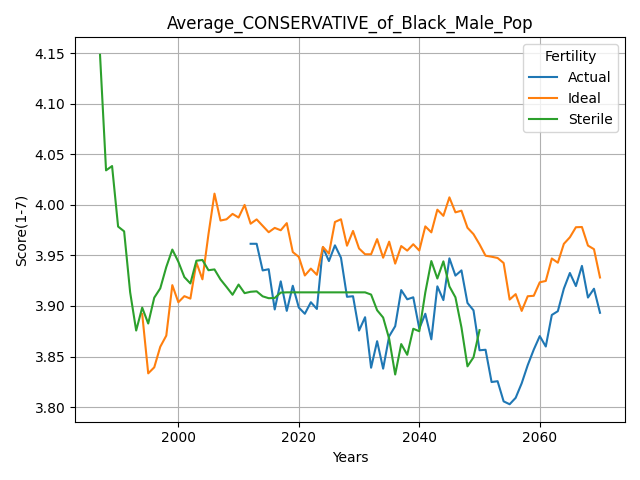 Average_CONSERVATIVE_of_Black_Male_Pop
Score(1-7)
4.15
4.10
4.05
4.00
3.95
3.90
3.85
3.80
Fertility
Actual
Ideal
Sterile
2000
2020
2040
2060
Years